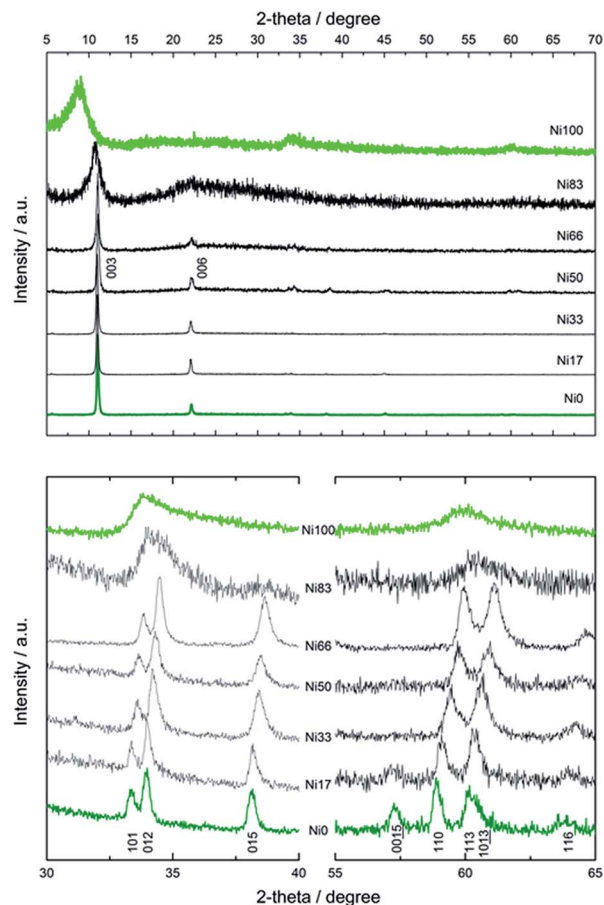 2-theta / degree
5 10 15 20 25 30 35 40 45 50 55 60 65 70
Intensity / a.u.
Ni100
Ni83
Ni66
003 006
Ni50
Ni33
Ni17
Ni0
Intensity / a.u.
Ni100
Ni83
Ni66
Ni50
Ni33
Ni17
Ni0
101 012 015 0015 110 113 1013 116
30 35 40 55 60 65
2-theta / degree